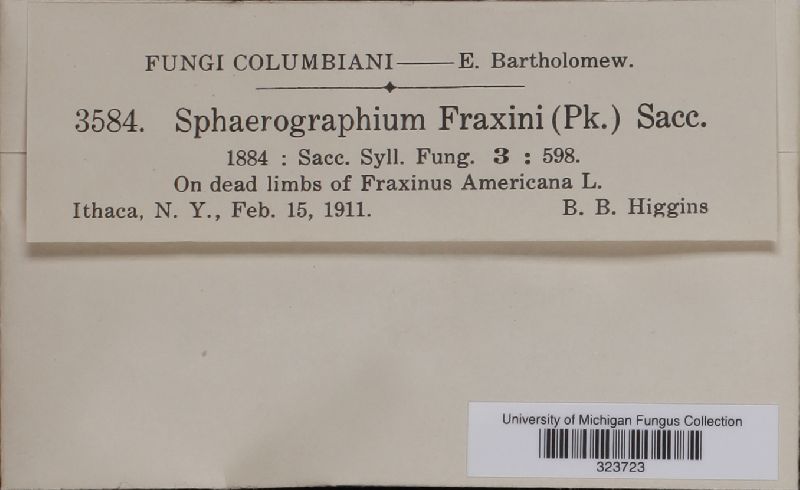 FUNGI COLUMBIANI——E. Bartholomew.
3584. Sphaerographium Fraxini (Pk.) Sacc.
1884 : Sacc. Syll. Fung. 3 : 598.
On dead limbs of Fraxinus Americana L.
Ithaca, N. Y., Feb. 15, 1911. B. B. Higgins
University of Michigan Fungus Collection
323723